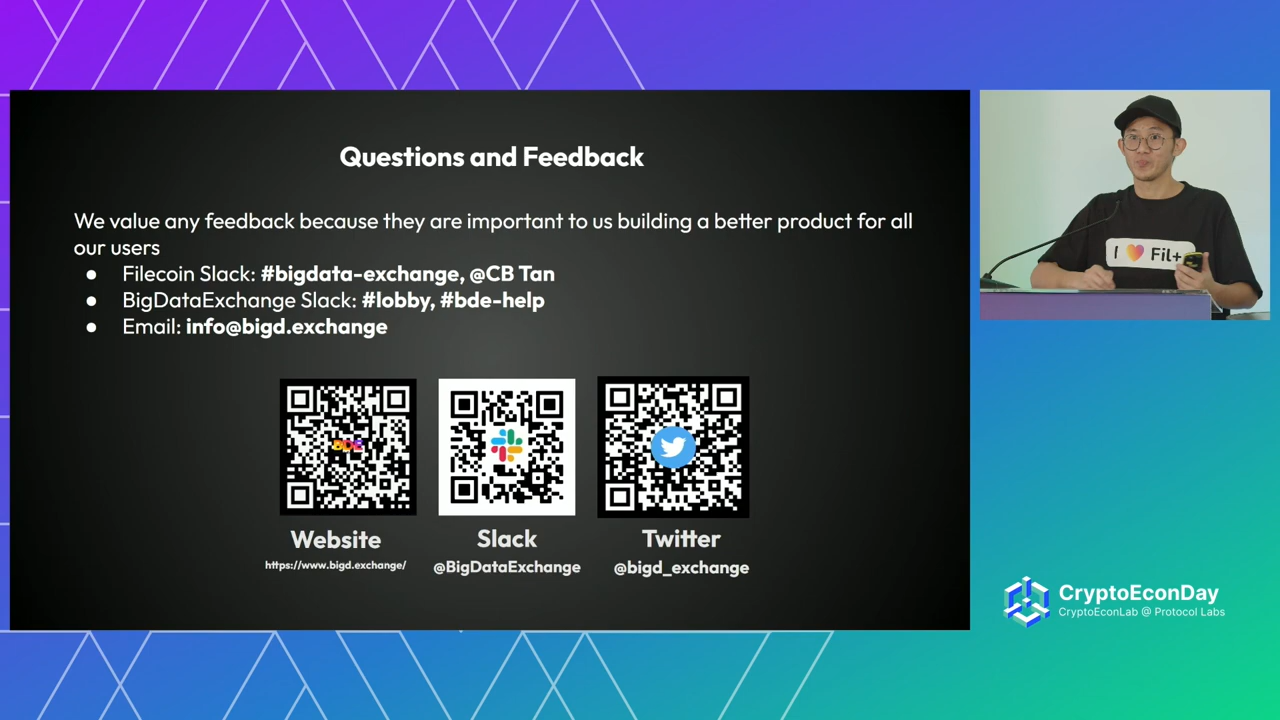 Questions and Feedback
We value any feedback because they are important to us building a better product for all
our users
● Filecoin Slack: #bigdata-exchange, @CB Tan
● BigDataExchange Slack: #lobby, #bde-help
● Email: info@bigd.exchange
BDE
Website
https://www.bigd.exchange/
Slack
@BigDataExchange
Twitter
@bigd_exchange
I ❤ Fil+
CryptoEconDay
CryptoEconLab @ Protocol Labs